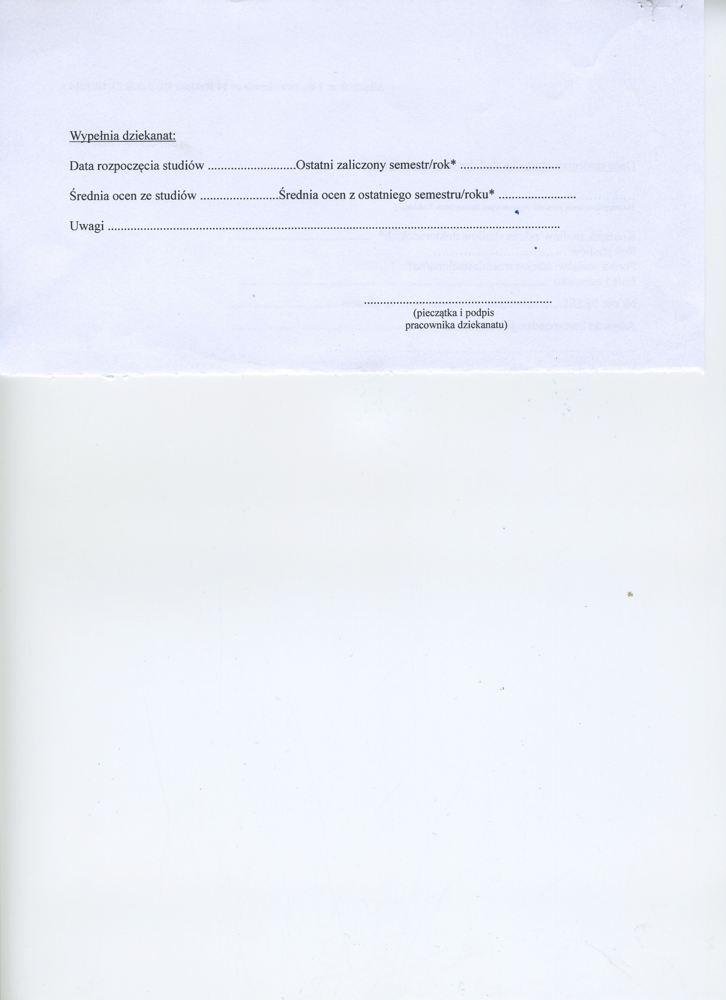 Wypełnia dziekanat:
Data rozpoczęcia studiów ...........................Ostatni zaliczony semestr/rok* ...............................
Średnia ocen ze studiów ........................Średnia ocen z ostatniego semestru/roku* ........................
Uwagi ...........................................................................................................................................
..........................................................
(pieczątka i podpis
pracownika dziekanatu)